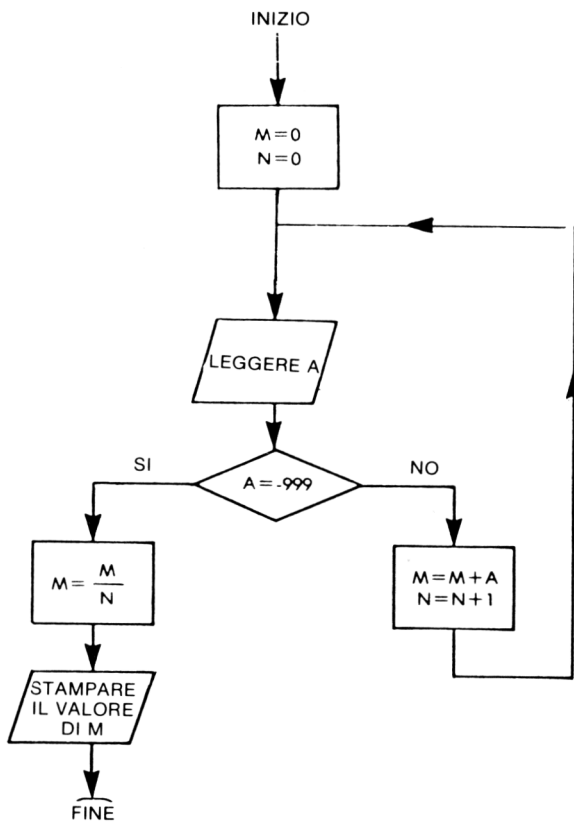 INIZIO
M=0
N=0
LEGGERE A
SI
A=-999
NO
M= M
N
M=M+A
N=N+1
STAMPARE
IL VALORE
DI M
FINE